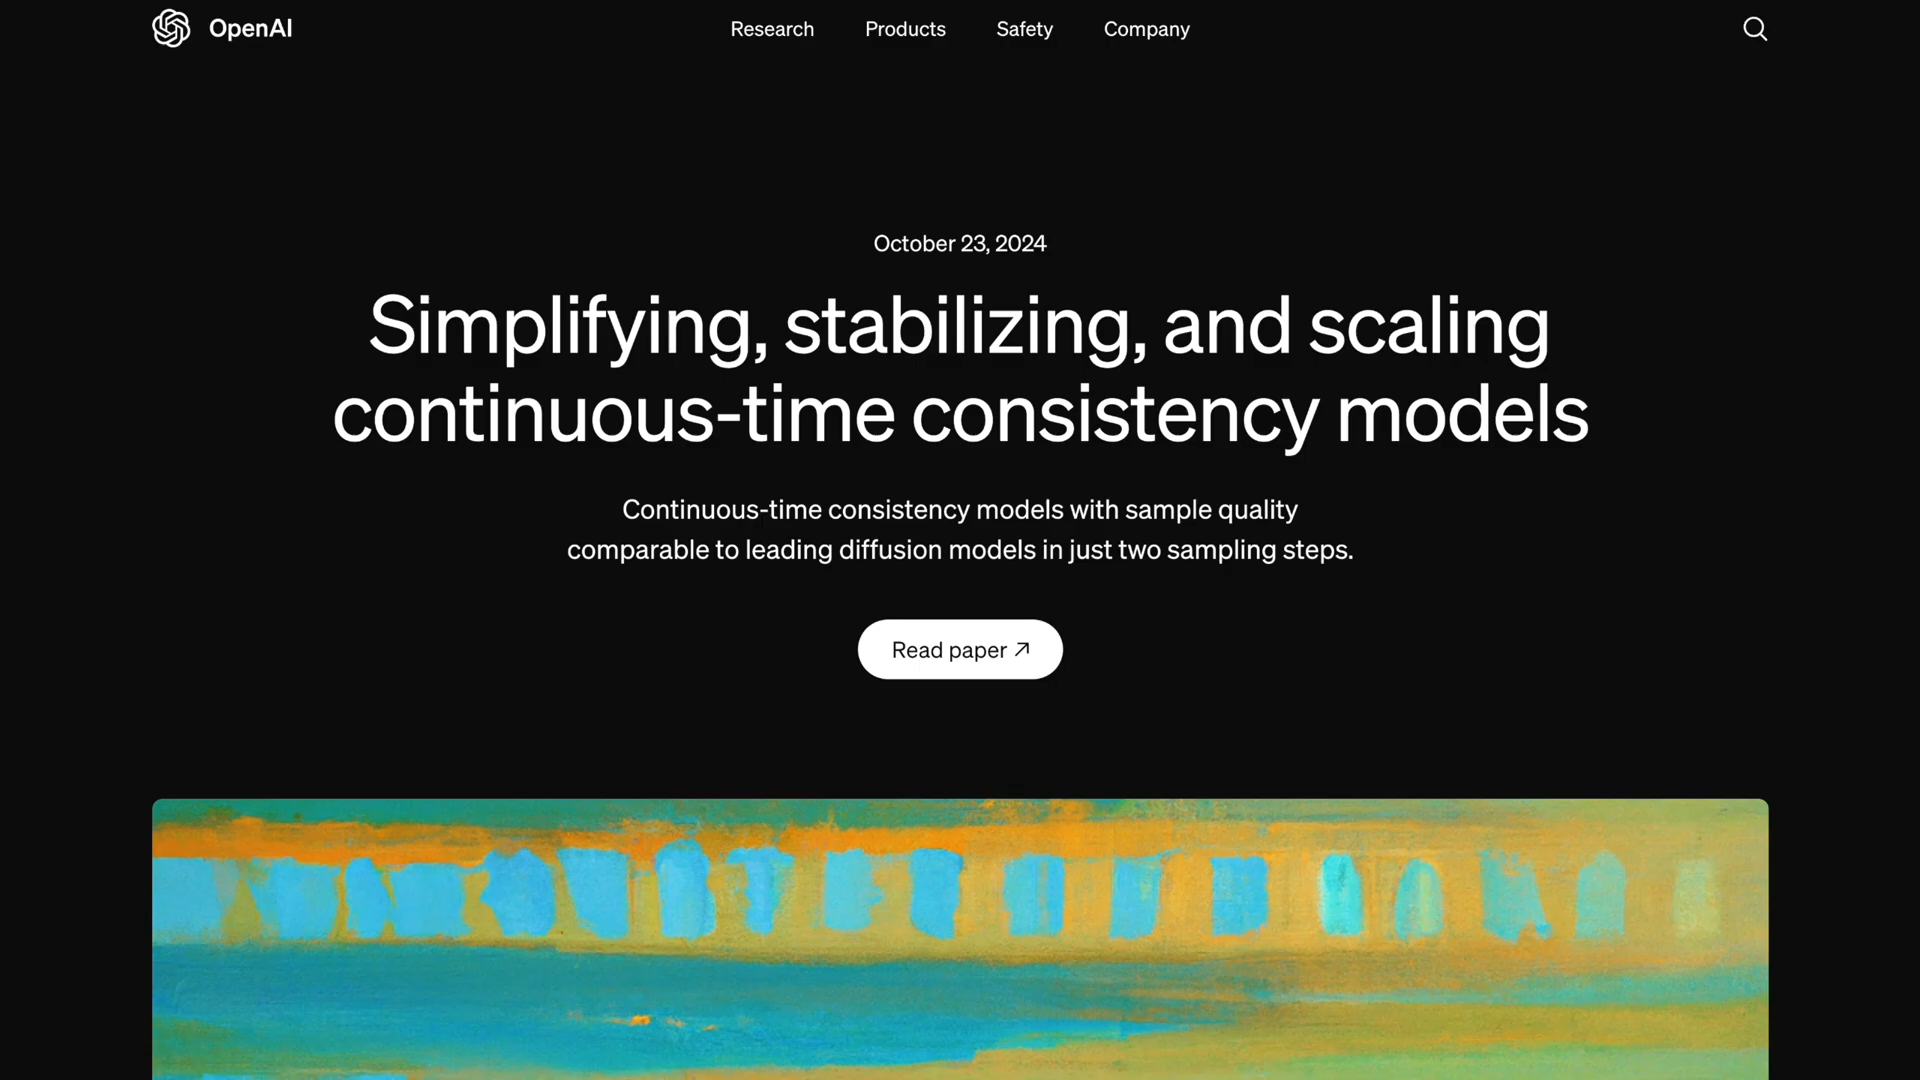 OpenAI
Research Products Safety Company
October 23, 2024
Simplifying, stabilizing, and scaling
continuous-time consistency models
Continuous-time consistency models with sample quality
comparable to leading diffusion models in just two sampling steps.
Read paper ↗